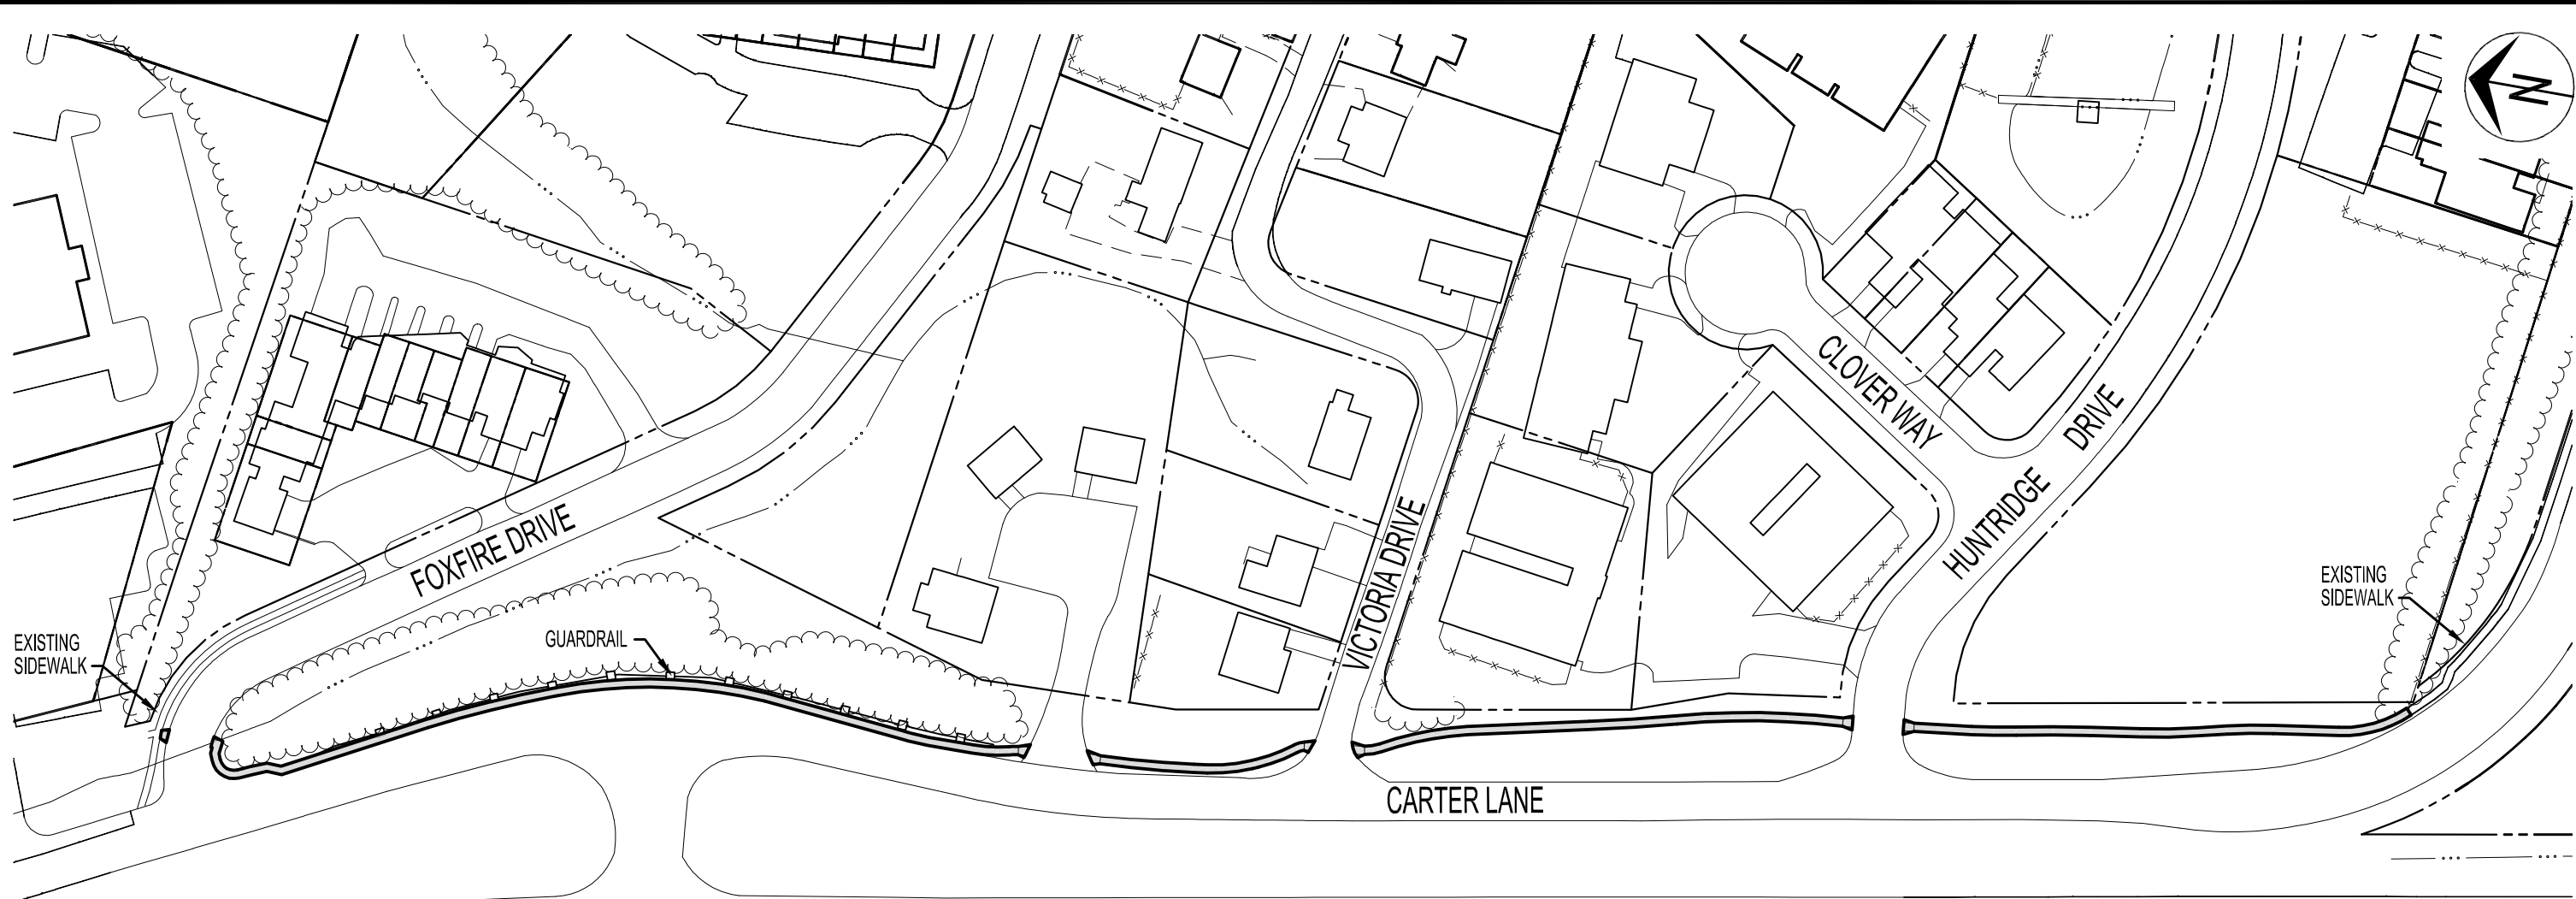 N
CLOVER WAY
HUNTRIDGE DRIVE
FOXFIRE DRIVE
VICTORIA DRIVE
EXISTING
SIDEWALK
GUARDRAIL
EXISTING
SIDEWALK
CARTER LANE